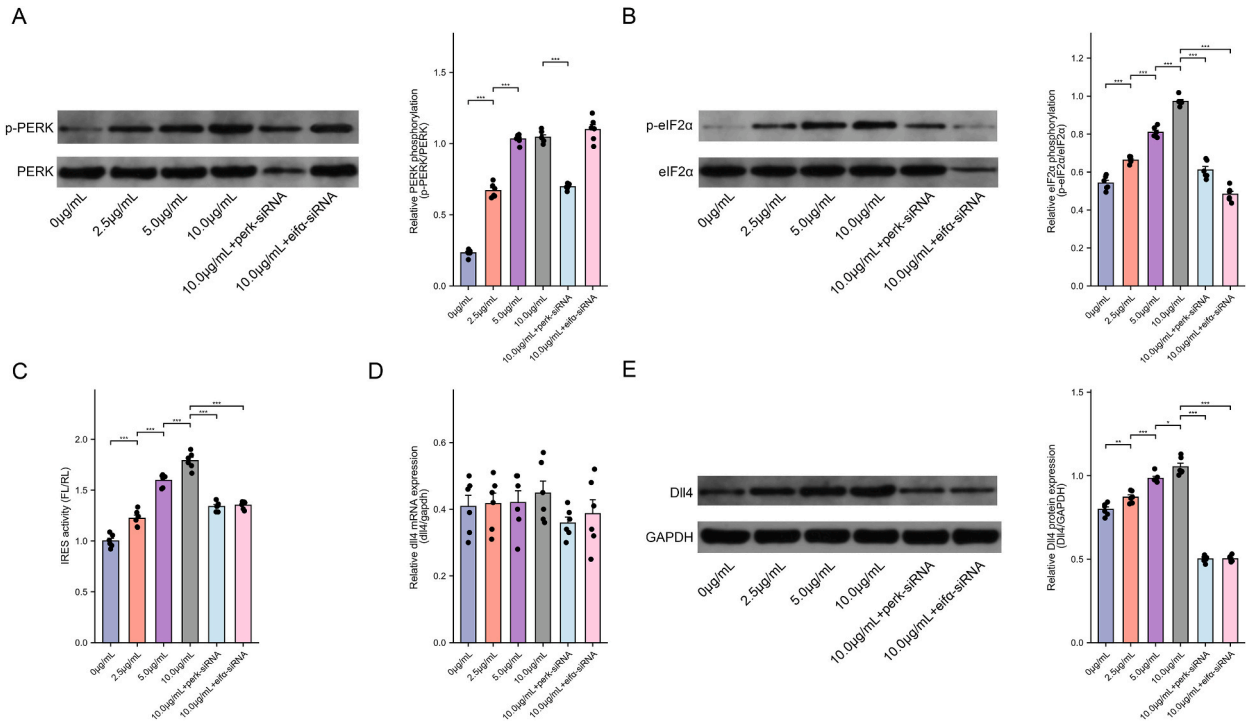 A
p-PERK
PERK
0μg/mL
2.5μg/mL
5.0μg/mL
10.0μg/mL
10.0μg/mL+perk-siRNA
10.0μg/mL+eifα-siRNA
Relative PERK phosphorylation
(p-PERK/PERK)
1.5
1.0
0.5
0.0
***
***
***
0μg/mL
2.5μg/mL
5.0μg/mL
10.0μg/mL
10.0μg/mL+perk-siRNA
10.0μg/mL+eifα-siRNA
B
p-eIF2α
eIF2α
0μg/mL
2.5μg/mL
5.0μg/mL
10.0μg/mL
10.0μg/mL+perk-siRNA
10.0μg/mL+eifα-siRNA
Relative eIF2α phosphorylation
(p-eIF2α/eIF2α)
1.2
1.0
0.8
0.6
0.4
0.2
0.0
***
***
***
***
***
0μg/mL
2.5μg/mL
5.0μg/mL
10.0μg/mL
10.0μg/mL+perk-siRNA
10.0μg/mL+eifα-siRNA
C
IRES activity (FL/RL)
2.0
1.5
1.0
0.5
0.0
***
***
***
***
***
0μg/mL
2.5μg/mL
5.0μg/mL
10.0μg/mL
10.0μg/mL+perk-siRNA
10.0μg/mL+eifα-siRNA
D
Relative dll4 mRNA expression
(dll4/gapdh)
0.6
0.4
0.2
0.0
0μg/mL
2.5μg/mL
5.0μg/mL
10.0μg/mL
10.0μg/mL+perk-siRNA
10.0μg/mL+eifα-siRNA
E
Dll4
GAPDH
0μg/mL
2.5μg/mL
5.0μg/mL
10.0μg/mL
10.0μg/mL+perk-siRNA
10.0μg/mL+eifα-siRNA
Relative Dll4 protein expression
(Dll4/GAPDH)
1.5
1.0
0.5
0.0
**
***
*
***
***
0μg/mL
2.5μg/mL
5.0μg/mL
10.0μg/mL
10.0μg/mL+perk-siRNA
10.0μg/mL+eifα-siRNA